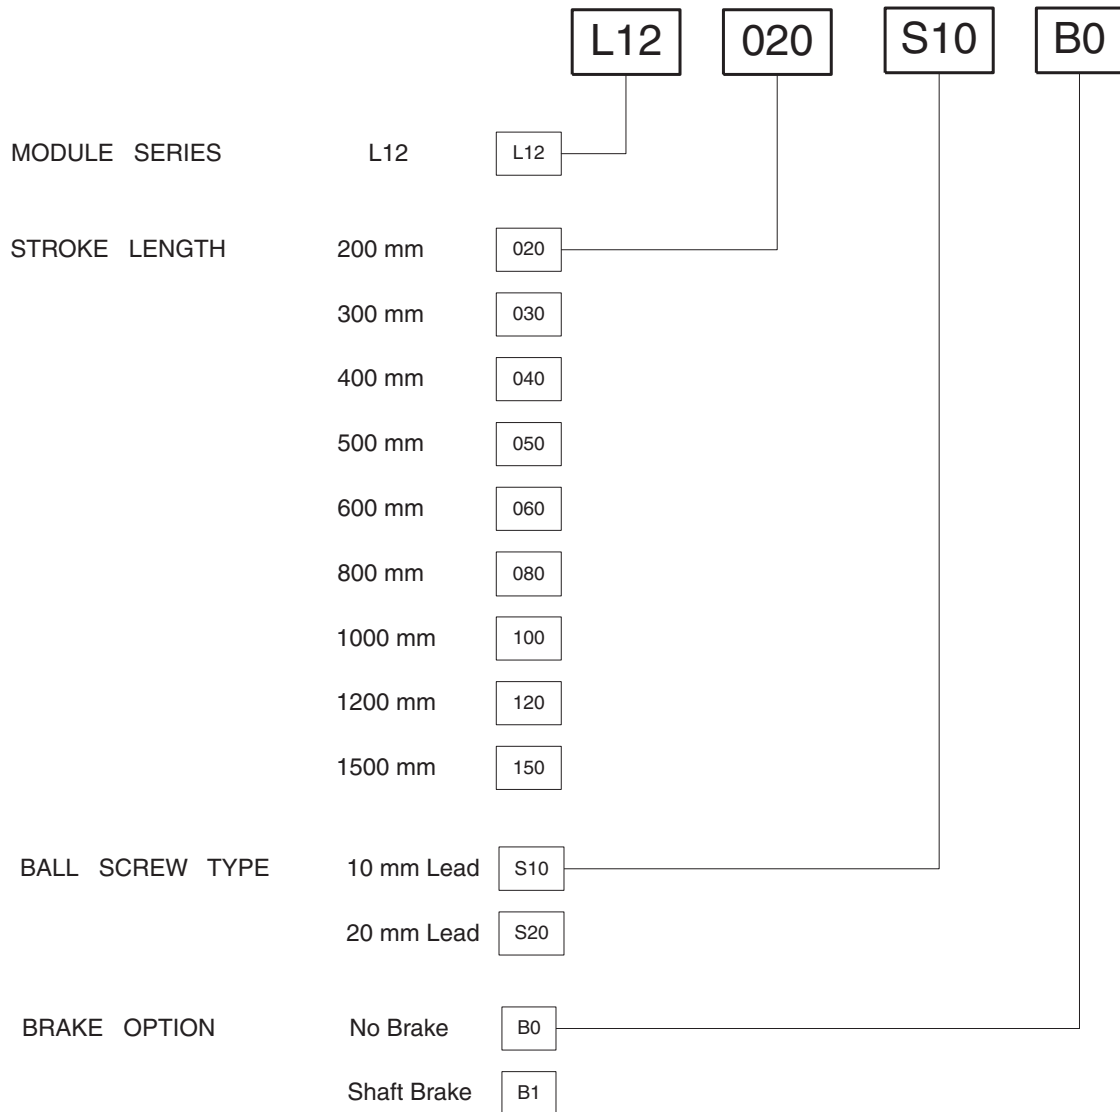 L12 020 S10 B0
MODULE SERIES L12 L12
STROKE LENGTH 200 mm 020
300 mm 030
400 mm 040
500 mm 050
600 mm 060
800 mm 080
1000 mm 100
1200 mm 120
1500 mm 150
BALL SCREW TYPE 10 mm Lead S10
20 mm Lead S20
BRAKE OPTION No Brake B0
Shaft Brake B1